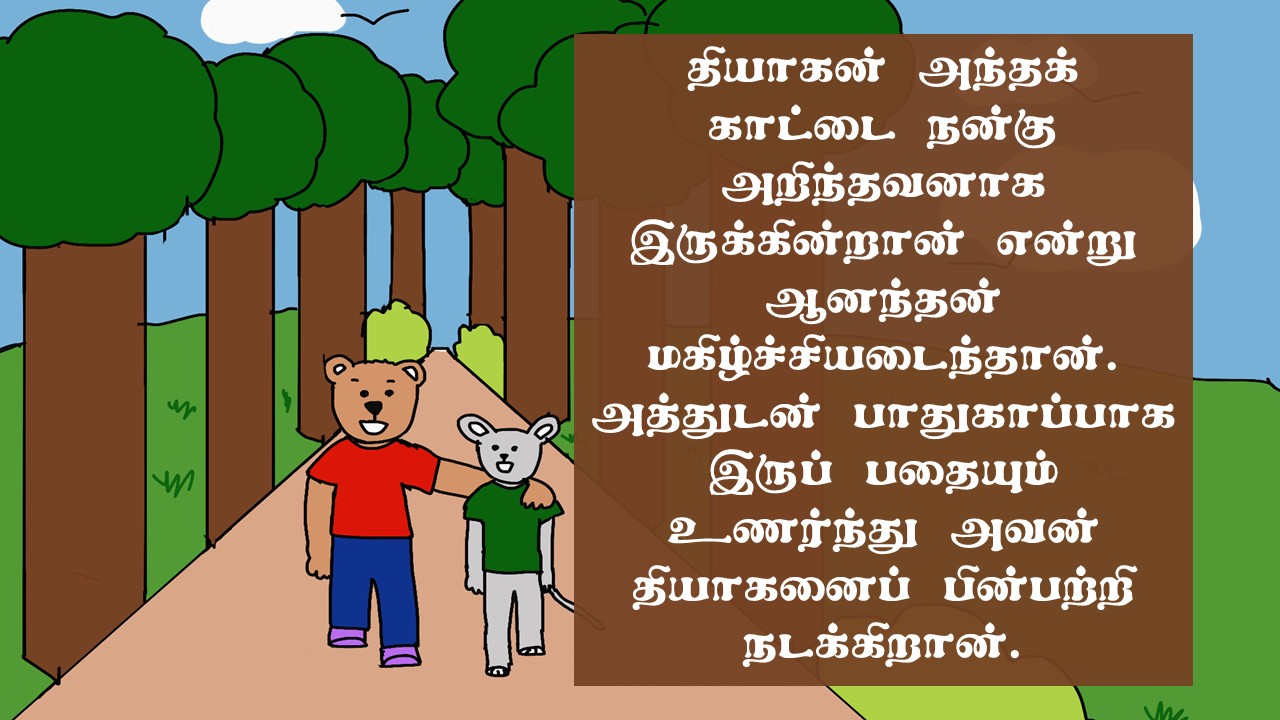 தியாகன் அந்தக்
காட்டை நன்கு
அறிந்தவனாக
இருக்கின்றான் என்று
ஆனந்தன்
மகிழ்ச்சியடைந்தான்.
அத்துடன் பாதுகாப்பாக
இருப் பதையும்
உணர்ந்து அவன்
தியாகனைப் பின்பற்றி
நடக்கிறான்.